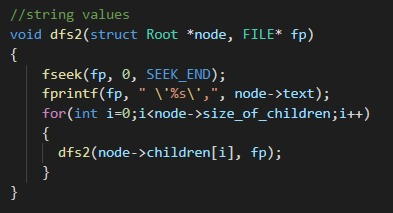 //string values
void dfs2(struct Root *node, FILE* fp)
{
    fseek(fp, 0, SEEK_END);
    fprintf(fp, " \'%s\',", node->text);
    for(int i=0;i<node->size_of_children;i++)
    {
      dfs2(node->children[i], fp);
    }
}